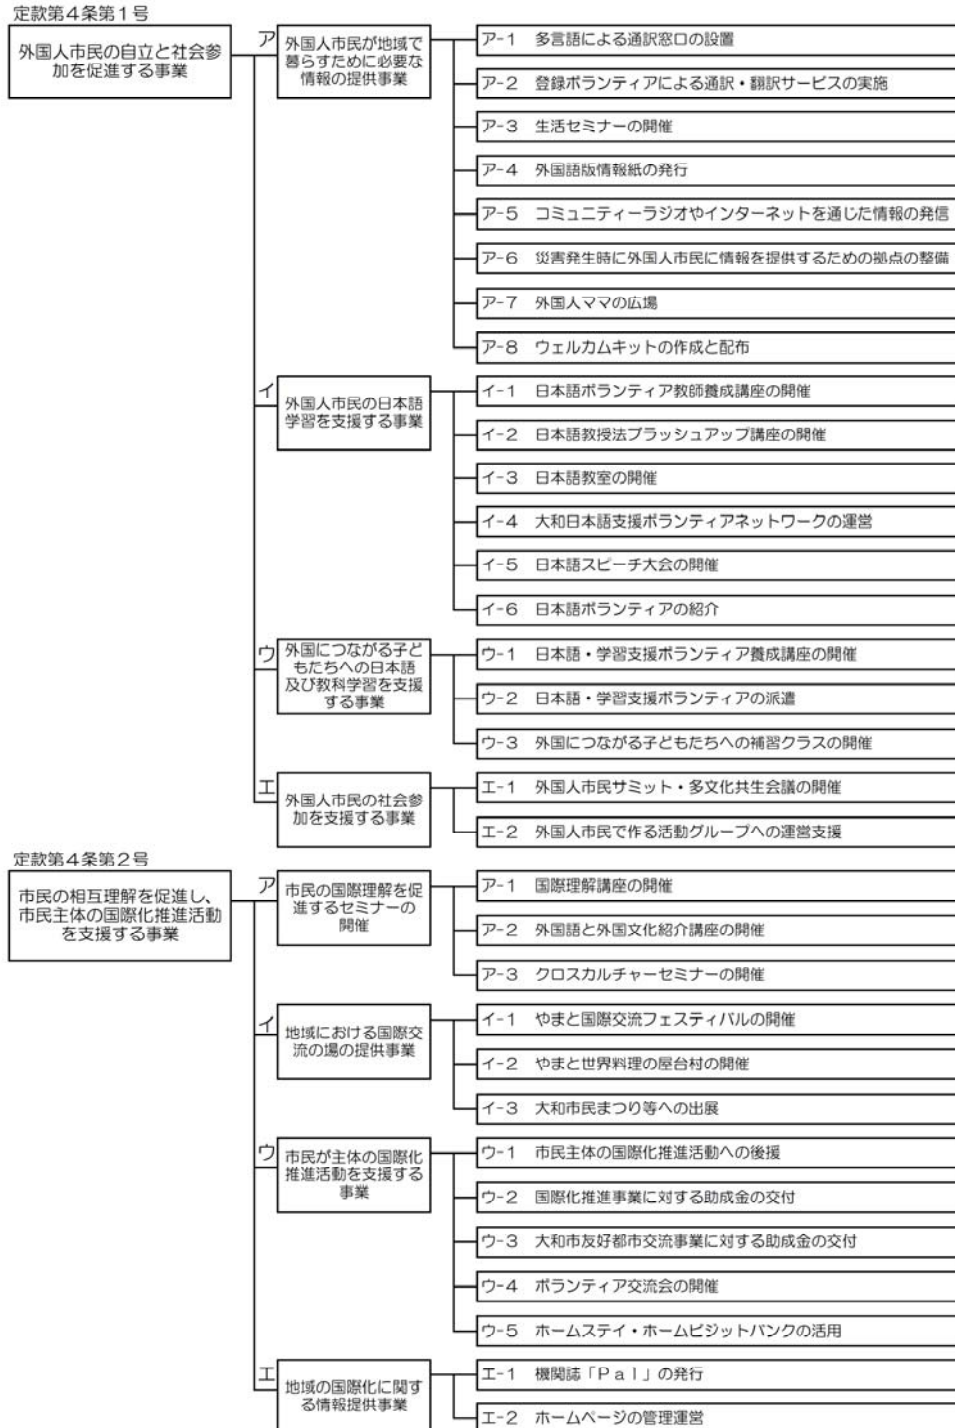 定款第4条第1号
外国人市民の自立と社会参
加を促進する事業
ア
外国人市民が地域で
暮らすために必要な
情報の提供事業
ア-1 多言語による通訳窓口の設置
ア-2 登録ボランティアによる通訳・翻訳サービスの実施
ア-3 生活セミナーの開催
ア-4 外国語版情報紙の発行
ア-5 コミュニティーラジオやインターネットを通じた情報の発信
ア-6 災害発生時に外国人市民に情報を提供するための拠点の整備
ア-7 外国人ママの広場
ア-8 ウェルカムキットの作成と配布
イ
外国人市民の日本語
学習を支援する事業
イ-1 日本語ボランティア教師養成講座の開催
イ-2 日本語教授法ブラッシュアップ講座の開催
イ-3 日本語教室の開催
イ-4 大和日本語支援ボランティアネットワークの運営
イ-5 日本語スピーチ大会の開催
イ-6 日本語ボランティアの紹介
ウ
外国につながる子ど
もたちへの日本語
及び教科学習を支援
する事業
ウ-1 日本語・学習支援ボランティア養成講座の開催
ウ-2 日本語・学習支援ボランティアの派遣
ウ-3 外国につながる子どもたちへの補習クラスの開催
エ
外国人市民の社会参
加を支援する事業
エ-1 外国人市民サミット・多文化共生会議の開催
エ-2 外国人市民で作る活動グループへの運営支援
定款第4条第2号
市民の相互理解を促進し、
市民主体の国際化推進活動
を支援する事業
ア
市民の国際理解を促
進するセミナーの
開催
ア-1 国際理解講座の開催
ア-2 外国語と外国文化紹介講座の開催
ア-3 クロスカルチャーセミナーの開催
イ
地域における国際交
流の場の提供事業
イ-1 やまと国際交流フェスティバルの開催
イ-2 やまと世界料理の屋台村の開催
イ-3 大和市民まつり等への出展
ウ
市民が主体の国際化
推進活動を支援する
事業
ウ-1 市民主体の国際化推進活動への後援
ウ-2 国際化推進事業に対する助成金の交付
ウ-3 大和市友好都市交流事業に対する助成金の交付
ウ-4 ボランティア交流会の開催
ウ-5 ホームステイ・ホームビジットバンクの活用
エ
地域の国際化に関す
る情報提供事業
エ-1 機関誌「Pal」の発行
エ-2 ホームページの管理運営